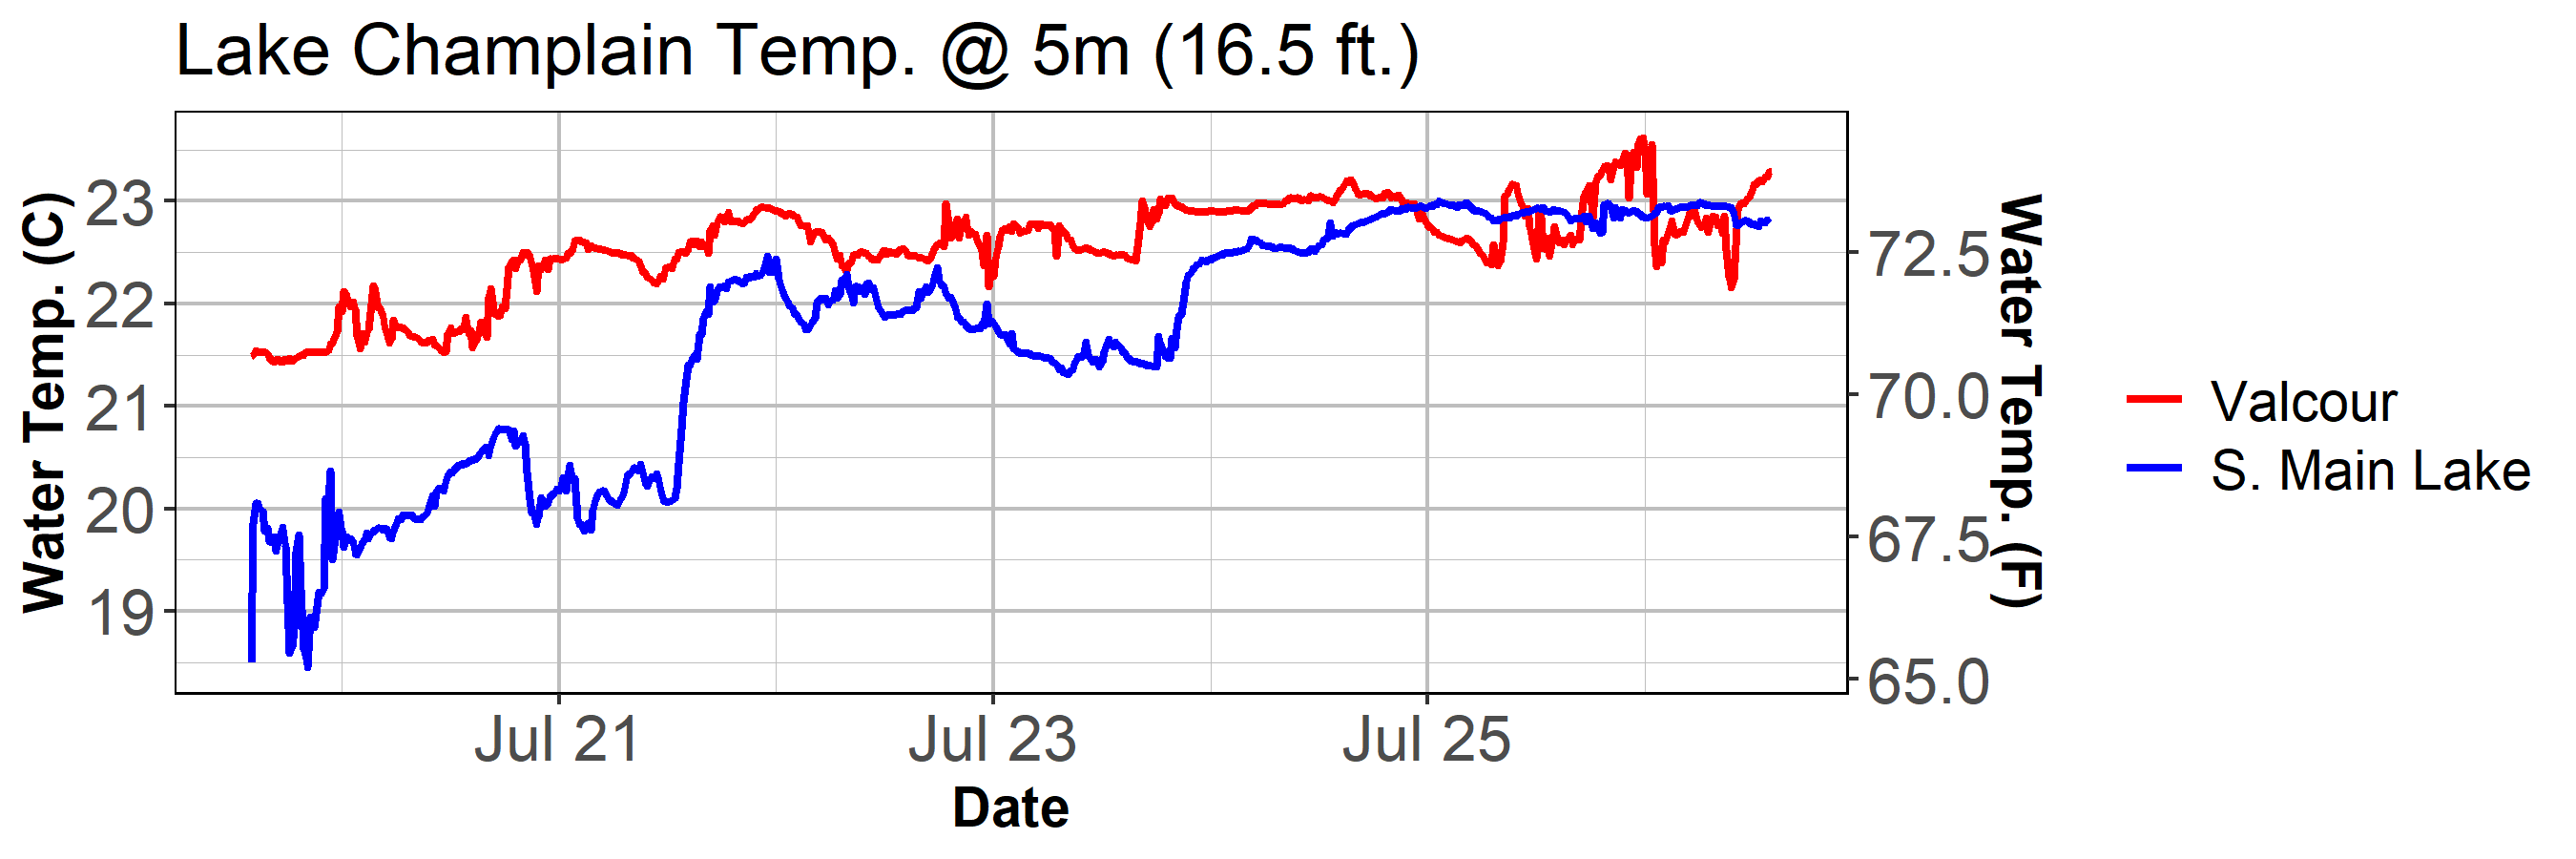 Lake Champlain Temp. @ 5m (16.5 ft.)
Water Temp. (C)
23
22
21
20
19
72.5
70.0
67.5
65.0
Water Temp. (F)
Jul 21
Jul 23
Jul 25
Date
Valcour
S. Main Lake